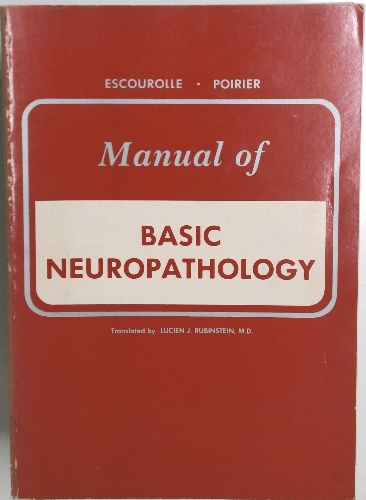 ESCOUROLLE • POIRIER
Manual of
BASIC
NEUROPATHOLOGY
Translated by LUCIEN J. RUBINSTEIN, M.D.